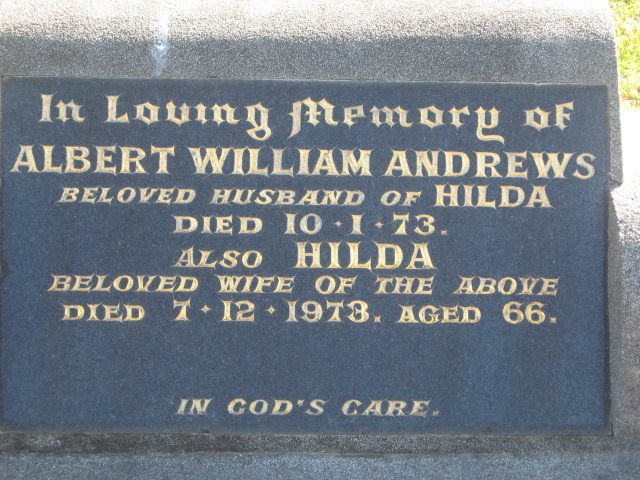 In Loving Memory of
ALBERT WILLIAM ANDREWS
BELOVED HUSBAND OF HILDA
DIED 10·1·73.
ALSO HILDA
BELOVED WIFE OF THE ABOVE
DIED 7·12·1973. AGED 66.
IN GOD'S CARE.